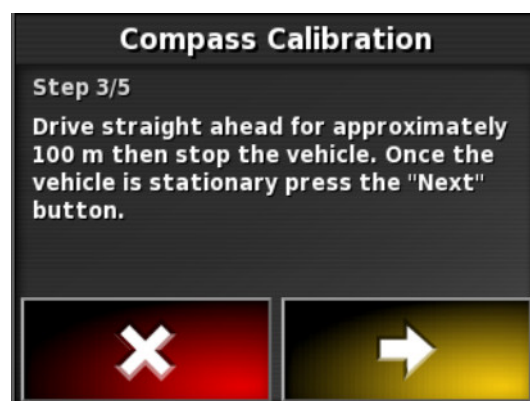 Compass Calibration
Step 3/5
Drive straight ahead for approximately
100 m then stop the vehicle. Once the
vehicle is stationary press the "Next"
button.